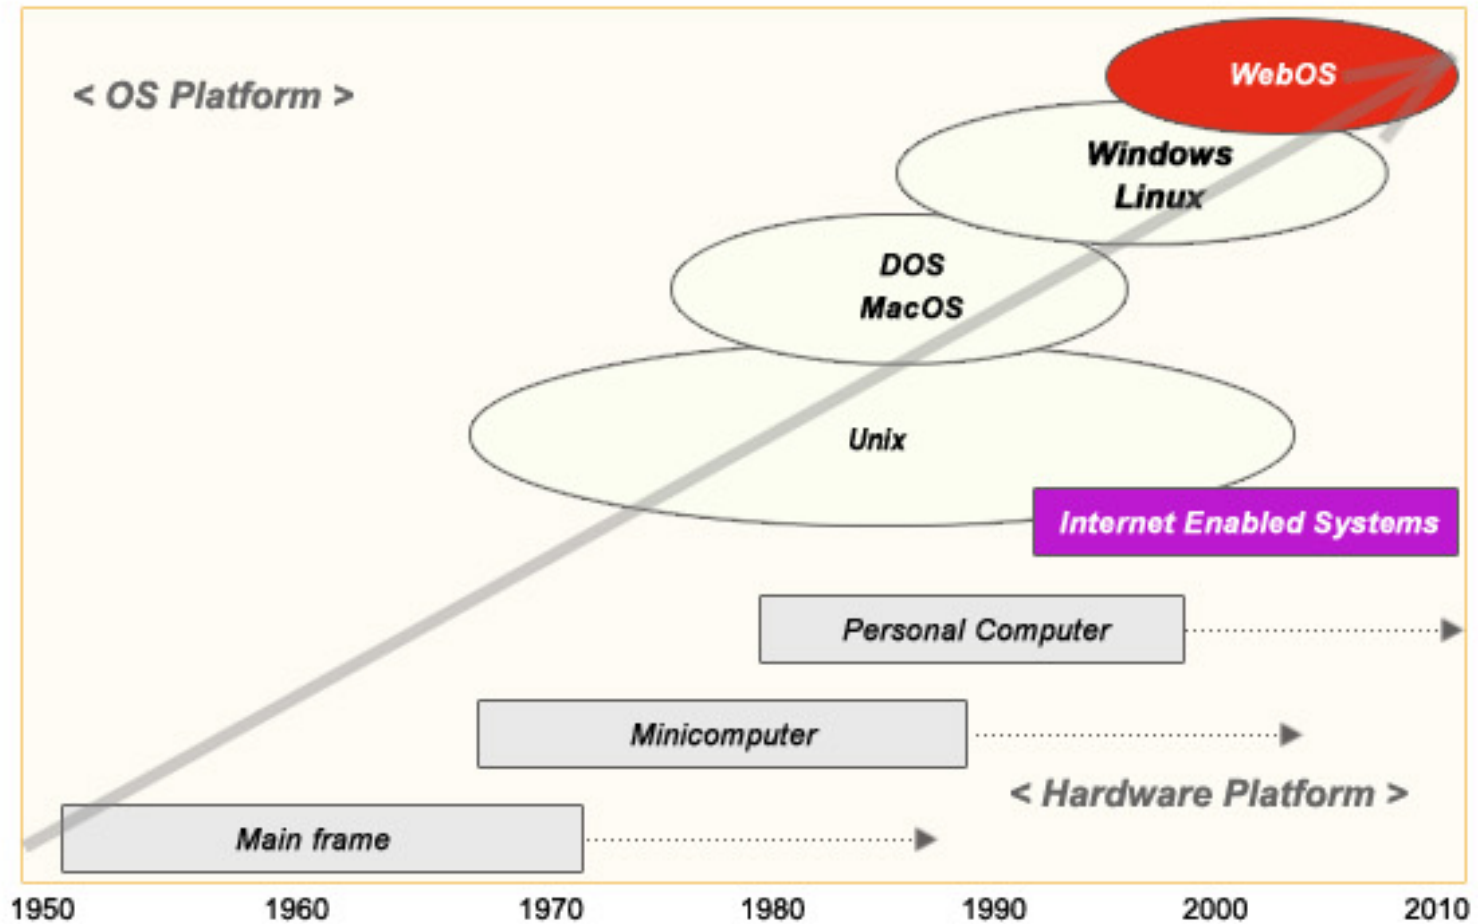 < OS Platform >
WebOS
Windows
Linux
DOS
MacOS
Unix
Internet Enabled Systems
Personal Computer
Minicomputer
< Hardware Platform >
Main frame
1950 1960 1970 1980 1990 2000 2010